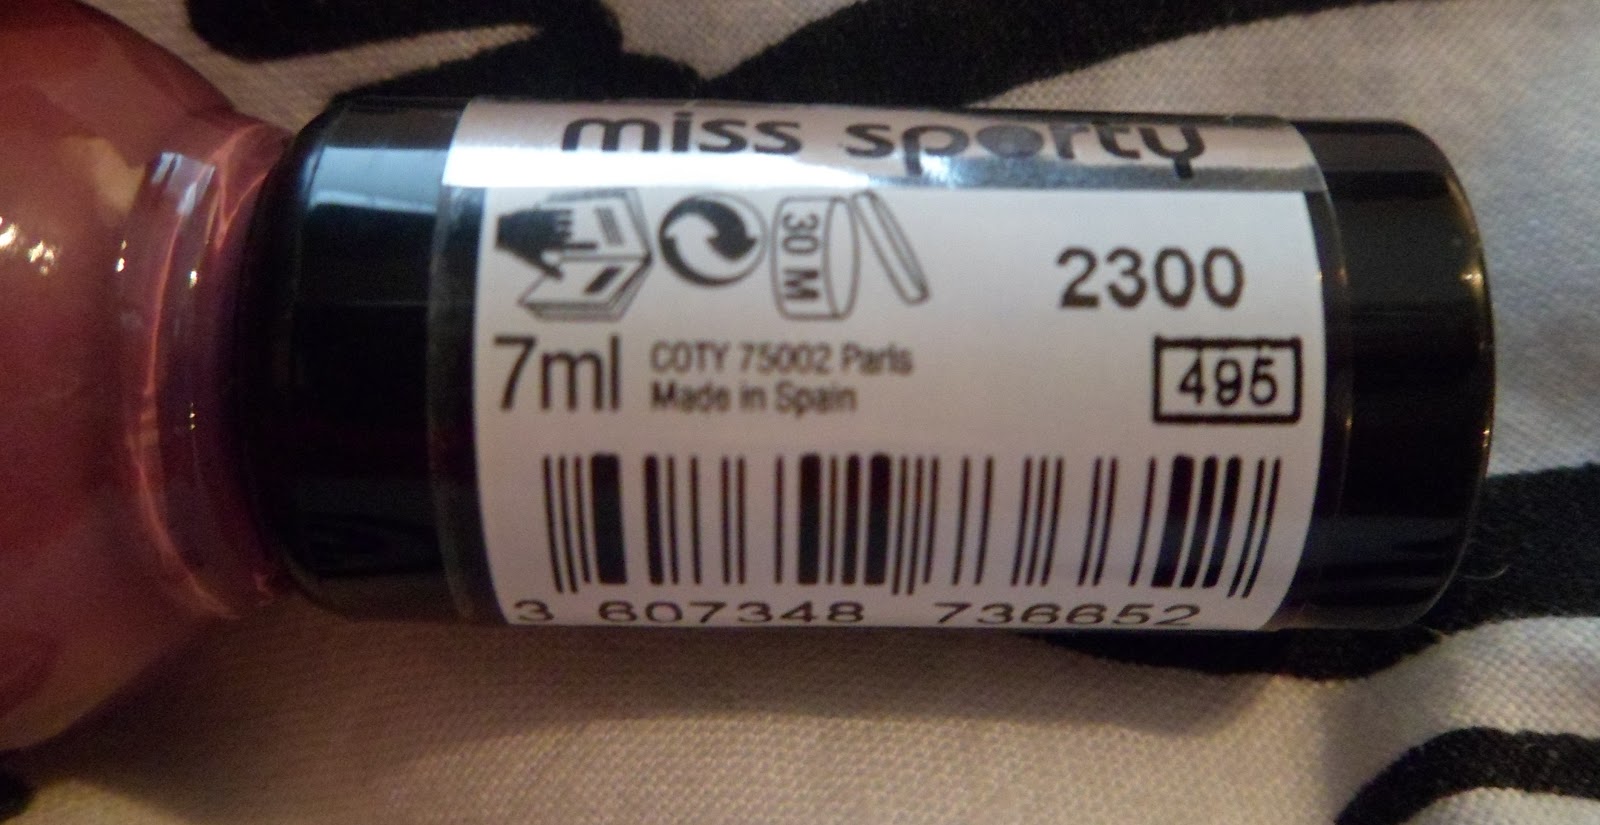 miss sporty
30 M
2300
7ml
COTY 75002 Paris
Made in Spain
495
3 607348 736652